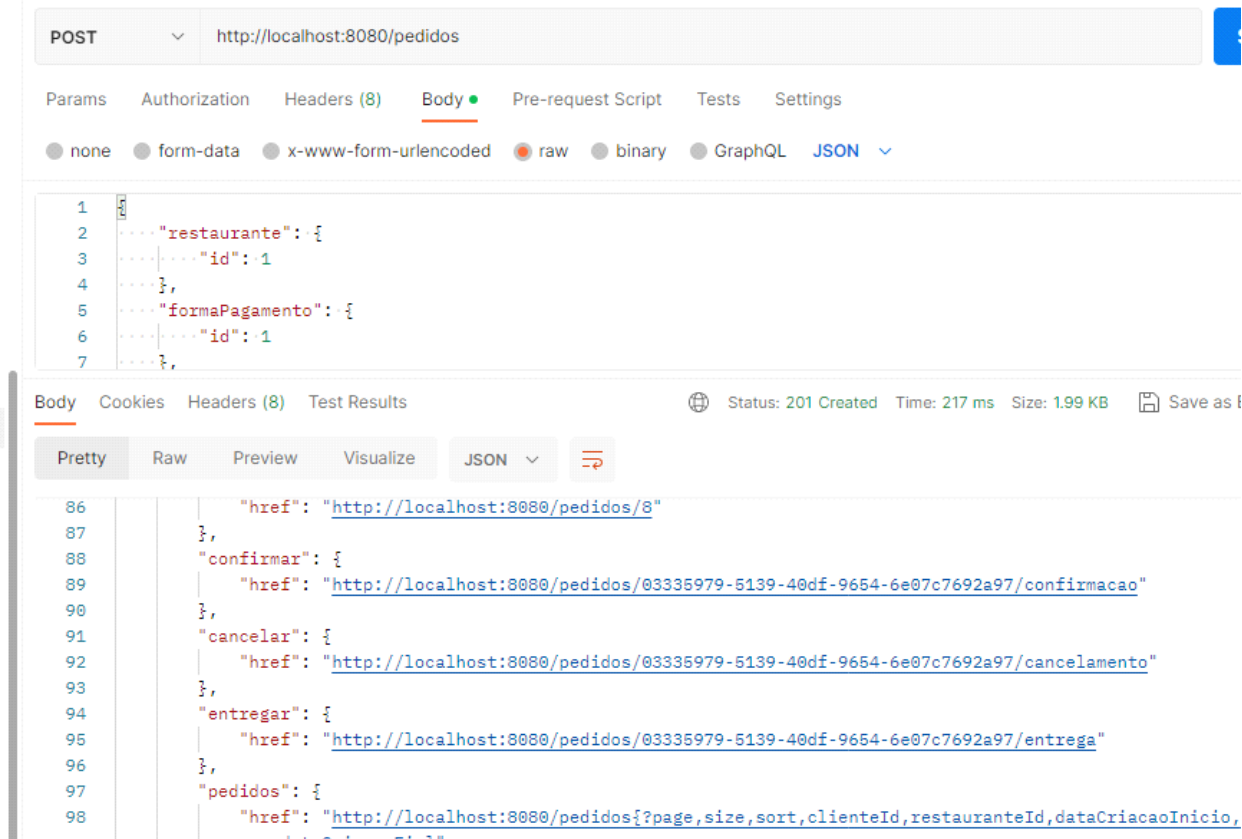 POST http://localhost:8080/pedidos
Params Authorization Headers (8) Body Pre-request Script Tests Settings
none form-data x-www-form-urlencoded raw binary GraphQL JSON
1 {
2 "restaurante": {
3 "id": 1
4 },
5 "formaPagamento": {
6 "id": 1
7 },
Body Cookies Headers (8) Test Results Status: 201 Created Time: 217 ms Size: 1.99 KB Save as
Pretty Raw Preview Visualize JSON
86 "href": "http://localhost:8080/pedidos/8"
87 },
88 "confirmar": {
89 "href": "http://localhost:8080/pedidos/03335979-5139-40df-9654-6e07c7692a97/confirmacao"
90 },
91 "cancelar": {
92 "href": "http://localhost:8080/pedidos/03335979-5139-40df-9654-6e07c7692a97/cancelamento"
93 },
94 "entregar": {
95 "href": "http://localhost:8080/pedidos/03335979-5139-40df-9654-6e07c7692a97/entrega"
96 },
97 "pedidos": {
98 "href": "http://localhost:8080/pedidos{?page,size,sort,clienteId,restauranteId,dataCriacaoInicio,